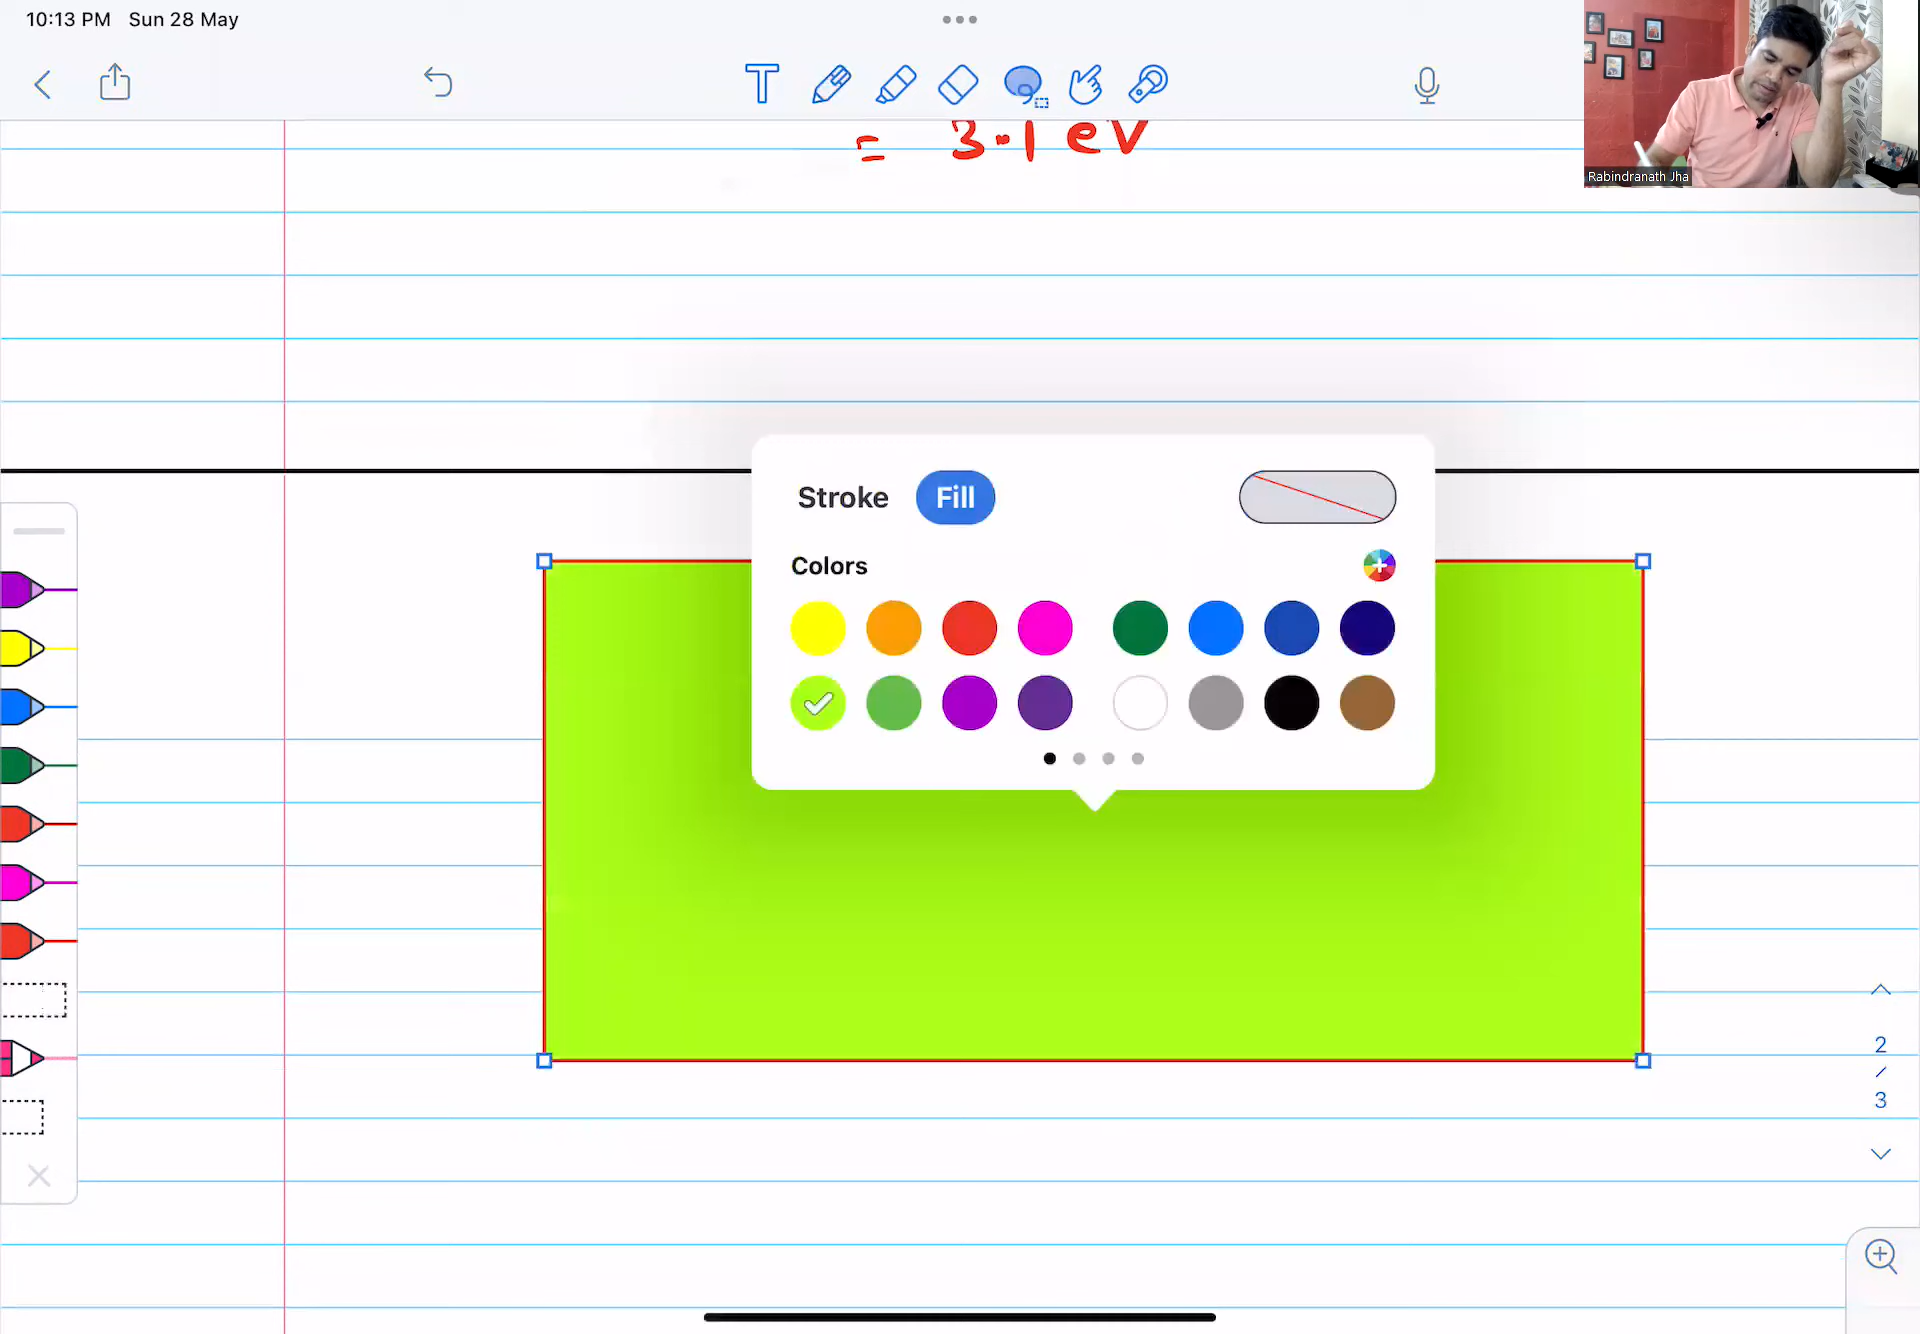 10:13 PM Sun 28 May
= 3.1 eV
Rabindranath Jha
Stroke Fill
Colors
2
/
3